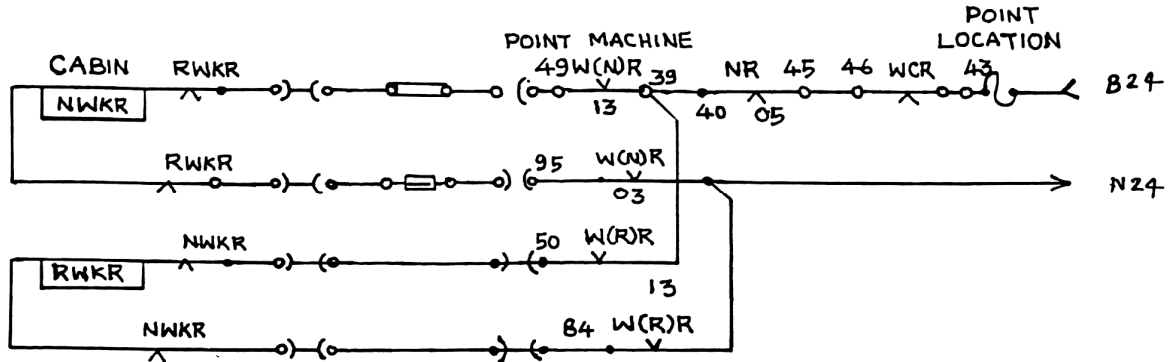 POINT
LOCATION
POINT MACHINE
CABIN RWKR 49 W(N)R 39 NR 45 46 WCR 43 B24
NWKR 13 40 05
RWKR 95 W(N)R N24
03
NWKR 50 W(R)R
RWKR 13
NWKR 84 W(R)R